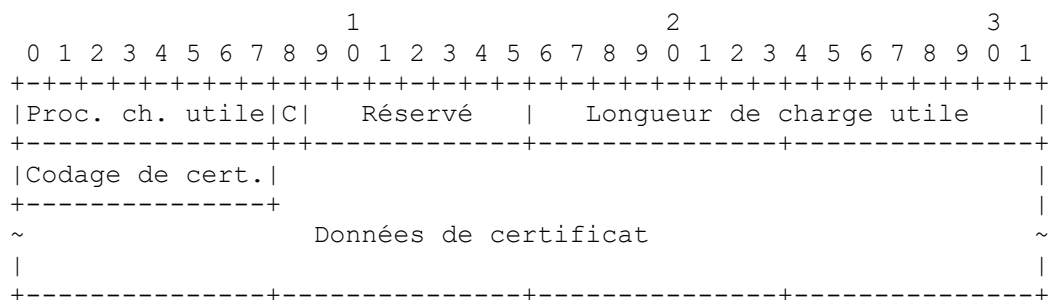 1                   2                   3
 0 1 2 3 4 5 6 7 8 9 0 1 2 3 4 5 6 7 8 9 0 1 2 3 4 5 6 7 8 9 0 1
+-+-+-+-+-+-+-+-+-+-+-+-+-+-+-+-+-+-+-+-+-+-+-+-+-+-+-+-+-+-+-+-+
|Proc. ch. utile|C|   Réservé   |   Longueur de charge utile    |
+---------------+-+-------------+---------------+---------------+
|Codage de cert.|                                               |
+---------------+                                               |
~                  Données de certificat                        ~
|                                                               |
+---------------+---------------+---------------+---------------+